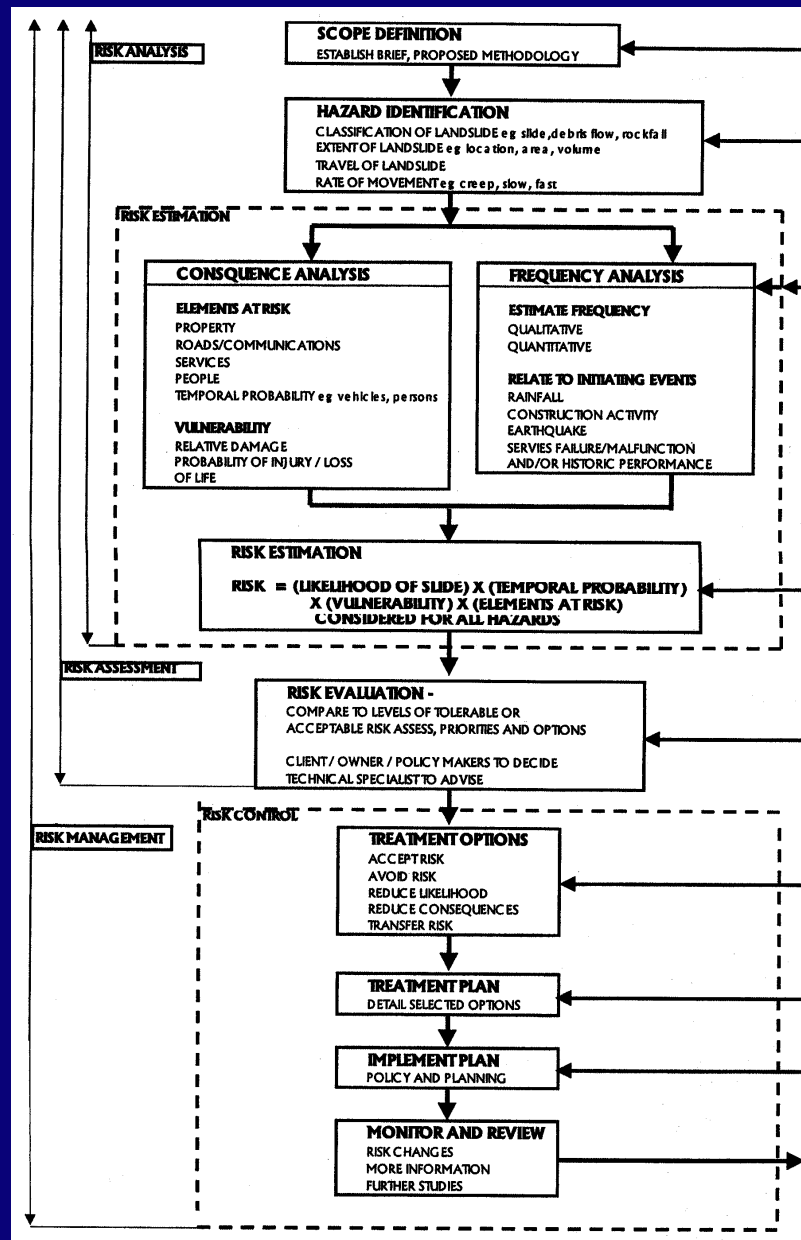 RISK ANALYSIS
SCOPE DEFINITION
ESTABLISH BRIEF, PROPOSED METHODOLOGY
HAZARD IDENTIFICATION
CLASSIFICATION OF LANDSLIDE eg slide,debris flow, rockfall
EXTENT OF LANDSLIDE eg location, area, volume
TRAVEL OF LANDSLIDE
RATE OF MOVEMENT eg creep, slow, fast
RISK ESTIMATION
CONSQUENCE ANALYSIS
ELEMENTS AT RISK
PROPERTY
ROADS/COMMUNICATIONS
SERVICES
PEOPLE
TEMPORAL PROBABILITY eg vehicles, persons
VULNERABILITY
RELATIVE DAMAGE
PROBABILITY OF INJURY / LOSS
OF LIFE
FREQUENCY ANALYSIS
ESTIMATE FREQUENCY
QUALITATIVE
QUANTITATIVE
RELATE TO INITIATING EVENTS
RAINFALL
CONSTRUCTION ACTIVITY
EARTHQUAKE
SERVIES FAILURE/MALFUNCTION
AND/OR HISTORIC PERFORMANCE
RISK ESTIMATION
RISK = (LIKELIHOOD OF SLIDE) X (TEMPORAL PROBABILITY)
X (VULNERABILITY) X (ELEMENTS AT RISK)
CONSIDERED FOR ALL HAZARDS
RISK ASSESSMENT
RISK EVALUATION -
COMPARE TO LEVELS OF TOLERABLE OR
ACCEPTABLE RISK ASSESS, PRIORITIES AND OPTIONS
CLIENT / OWNER / POLICY MAKERS TO DECIDE
TECHNICAL SPECIALIST TO ADVISE
RISK MANAGEMENT
RISK CONTROL
TREATMENT OPTIONS
ACCEPT RISK
AVOID RISK
REDUCE LIKELIHOOD
REDUCE CONSEQUENCES
TRANSFER RISK
TREATMENT PLAN
DETAIL SELECTED OPTIONS
IMPLEMENT PLAN
POLICY AND PLANNING
MONITOR AND REVIEW
RISK CHANGES
MORE INFORMATION
FURTHER STUDIES